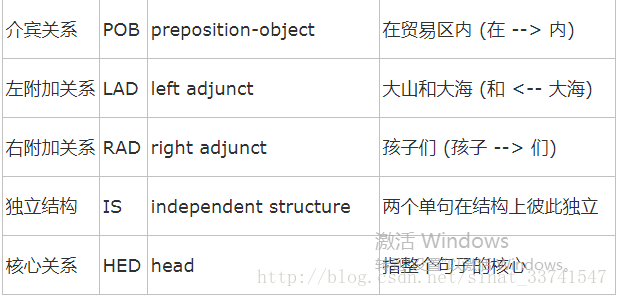 介宾关系 POB preposition-object 在贸易区内 (在 --> 内)
左附加关系 LAD left adjunct 大山和大海 (和 <-- 大海)
右附加关系 RAD right adjunct 孩子们 (孩子 --> 们)
独立结构 IS independent structure 两个单句在结构上彼此独立
激活 Windows
核心关系 HED head 指整个句子的核心
Windows。